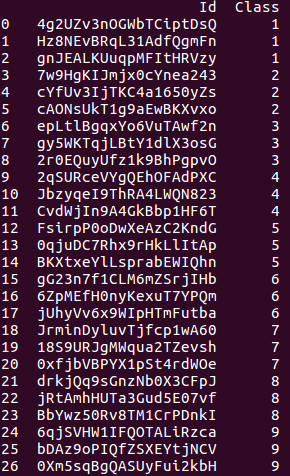 Id Class
0 4g2UZv3nOGWbTCiptDsQ 1
1 Hz8NEvBRqL31AdfQgmFn 1
2 gnJEALKUuqpMFItHRVzy 1
3 7w9HgKIJmjx0cYnea243 2
4 cYfUv3IjTKC4a1650yZs 2
5 cAONsUkT1g9aEwBKXvxo 2
6 epLtlBgqxYo6VuTAwf2n 3
7 gy5WKTqjLBtY1dlX3osG 3
8 2r0EQuyUfz1k9BhPgpvO 3
9 2qSURceVYgQEhOFAdPXC 4
10 JbzyqeI9ThRA4LWQN823 4
11 CvdWjIn9A4GkBbp1HF6T 4
12 FsirpP0oDwXeAzC2KndG 5
13 0qjuDC7Rhx9rHkLlItAp 5
14 BKXtxeYlLsprabEWIQhn 5
15 gG23n7f1CLM6mZSrjIHb 6
16 6ZpMEfH0nyKexuT7YPQm 6
17 jUhyVv6x9WIpHTmFutba 6
18 JrminDyluvTjfcp1wA60 7
19 18S9URJgMWqua2TZevsh 7
20 0xfjbVBPYX1pSt4rdWOe 7
21 drkjQq9sGnzNb0X3CFpJ 8
22 jRtAmhHUTa3Gud5E07vf 8
23 BbYwz50Rv8TM1CrPDnkI 8
24 6qjSVHW1IFQOTALiRzca 9
25 bDAz9oPIQfZSXEYtjNCV 9
26 0Xm5sqBgQASUyFui2kbH 9